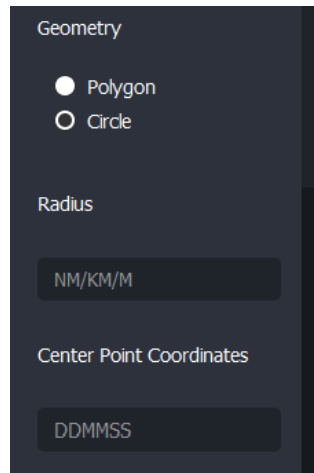 Geometry
Polygon
Circle
Radius
NM/KM/M
Center Point Coordinates
DDMMSS